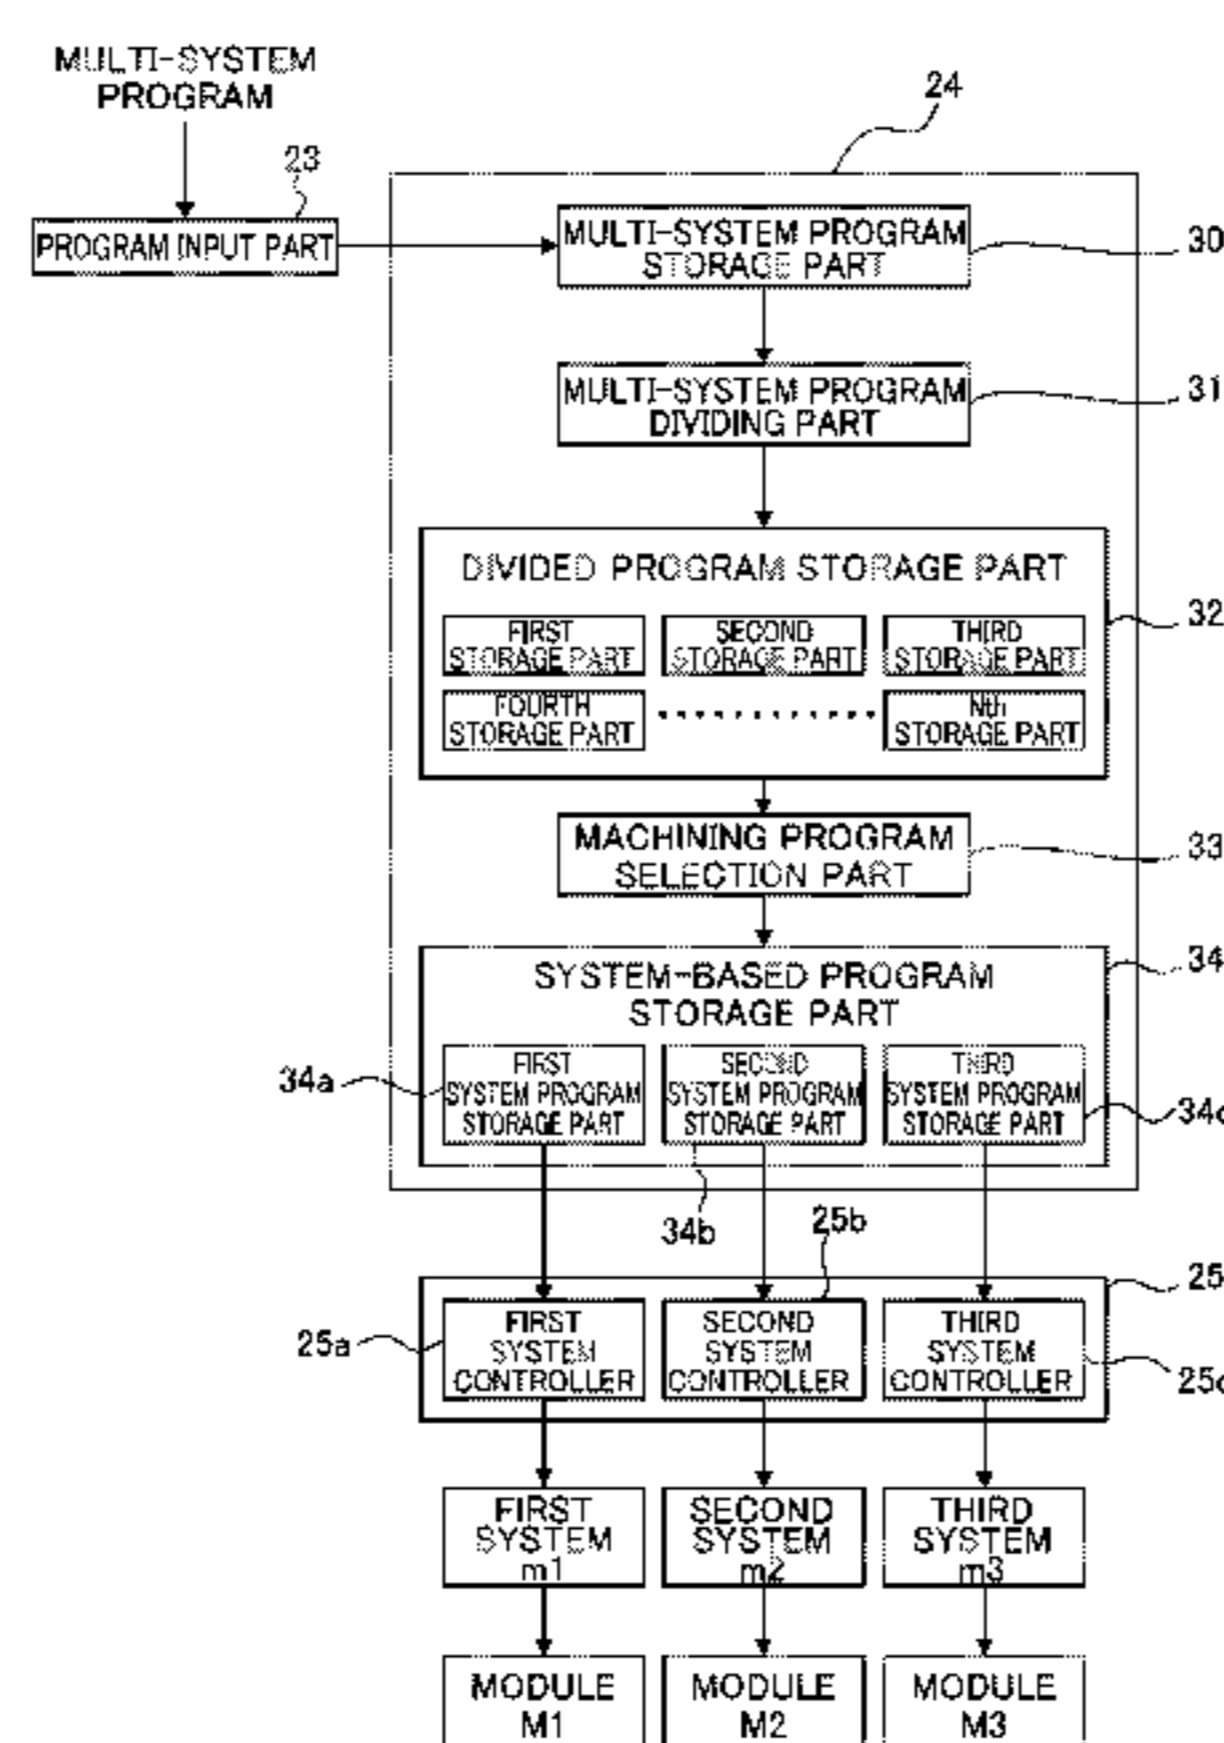 MULTI-SYSTEM
PROGRAM
24
23
PROGRAM INPUT PART
MULTI-SYSTEM PROGRAM
STORAGE PART
30
MULTI-SYSTEM PROGRAM
DIVIDING PART
31
DIVIDED PROGRAM STORAGE PART
32
FIRST
STORAGE PART
SECOND
STORAGE PART
THIRD
STORAGE PART
FOURTH
STORAGE PART
Nth
STORAGE PART
MACHINING PROGRAM
SELECTION PART
33
SYSTEM-BASED PROGRAM
STORAGE PART
34
34a
FIRST
SYSTEM PROGRAM
STORAGE PART
SECOND
SYSTEM PROGRAM
STORAGE PART
THIRD
SYSTEM PROGRAM
STORAGE PART
34c
34b
25b
25
25a
FIRST
SYSTEM
CONTROLLER
SECOND
SYSTEM
CONTROLLER
THIRD
SYSTEM
CONTROLLER
25c
FIRST
SYSTEM
m1
SECOND
SYSTEM
m2
THIRD
SYSTEM
m3
MODULE
M1
MODULE
M2
MODULE
M3